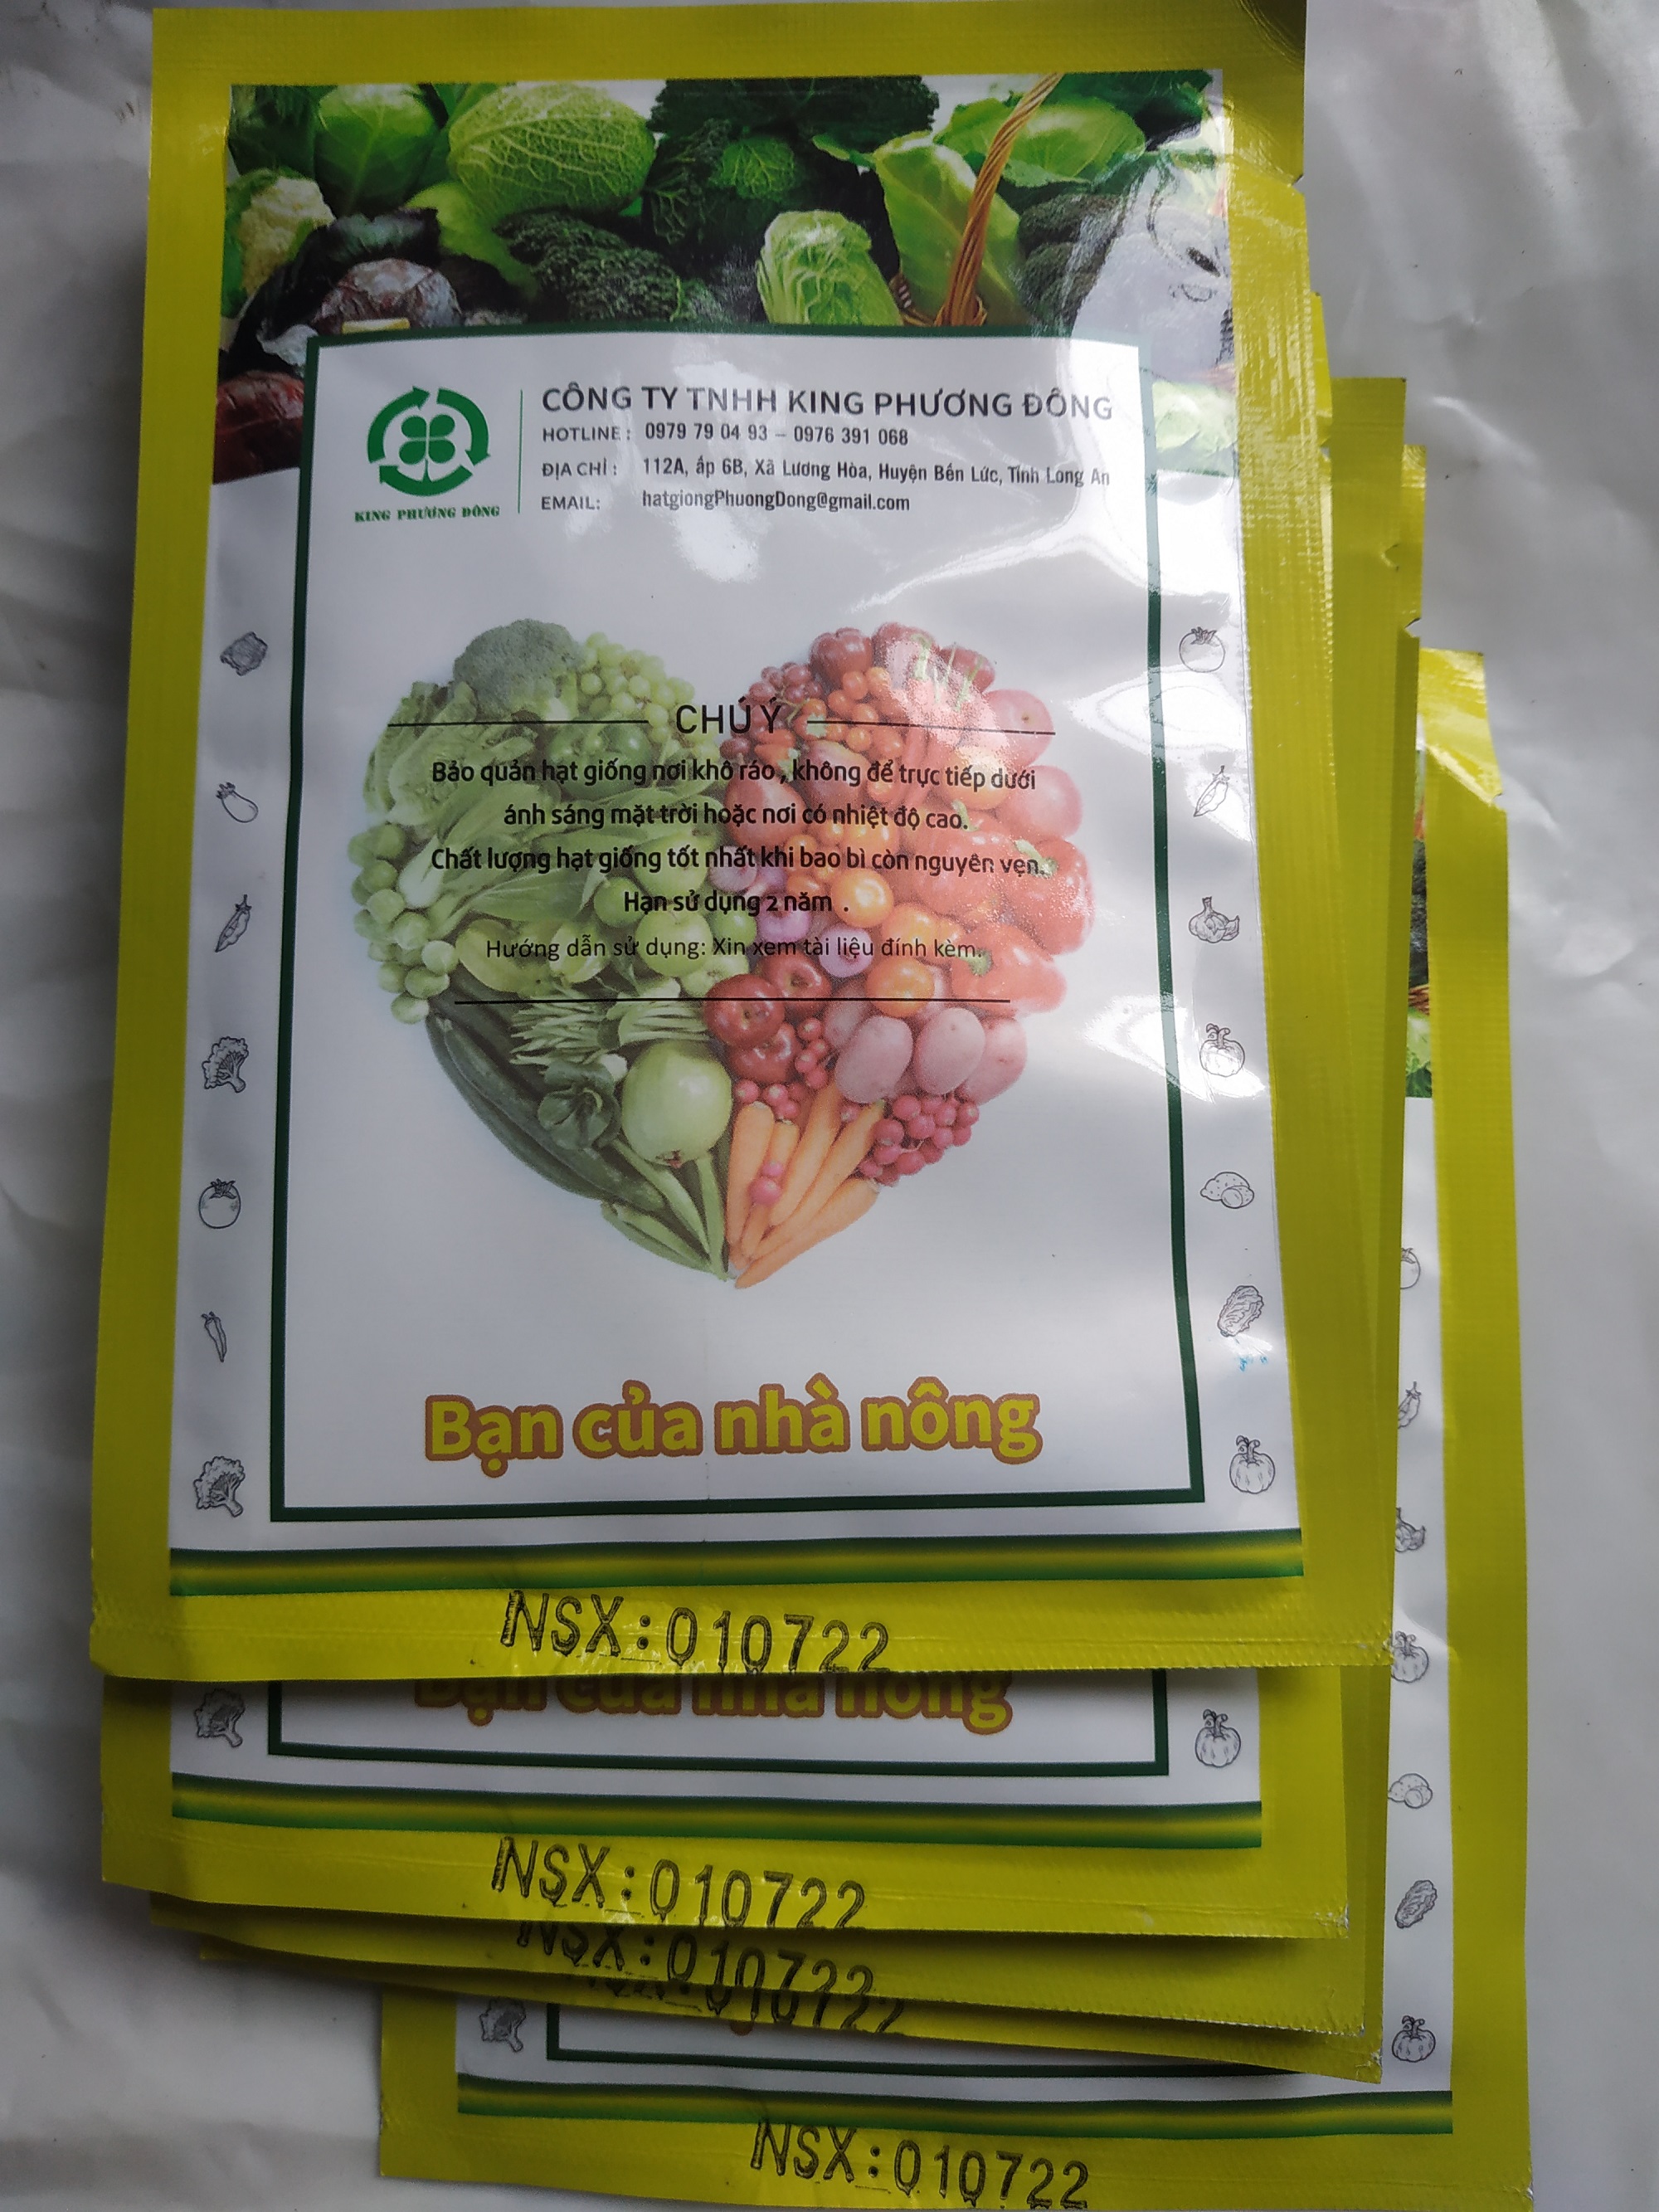 CÔNG TY TNHH KING PHƯƠNG ĐÔNG
HOTLINE : 0979 79 04 93 – 0976 391 068
ĐỊA CHỈ : 112A, ấp 6B, Xã Lương Hòa, Huyện Bến Lức, Tỉnh Long An
EMAIL: hatgiongPhuongDong@gmail.com
KING PHƯƠNG ĐÔNG
CHÚ Ý
Bảo quản hạt giống nơi khô ráo , không để trực tiếp dưới
ánh sáng mặt trời hoặc nơi có nhiệt độ cao.
Chất lượng hạt giống tốt nhất khi bao bì còn nguyên vẹn.
Hạn sử dụng 2 năm .
Hướng dẫn sử dụng: Xin xem tài liệu đính kèm.
Bạn của nhà nông
NSX:010722
Bạn của nhà nông
NSX:010722
NSX:010722
NSX:010722
NSX:010722